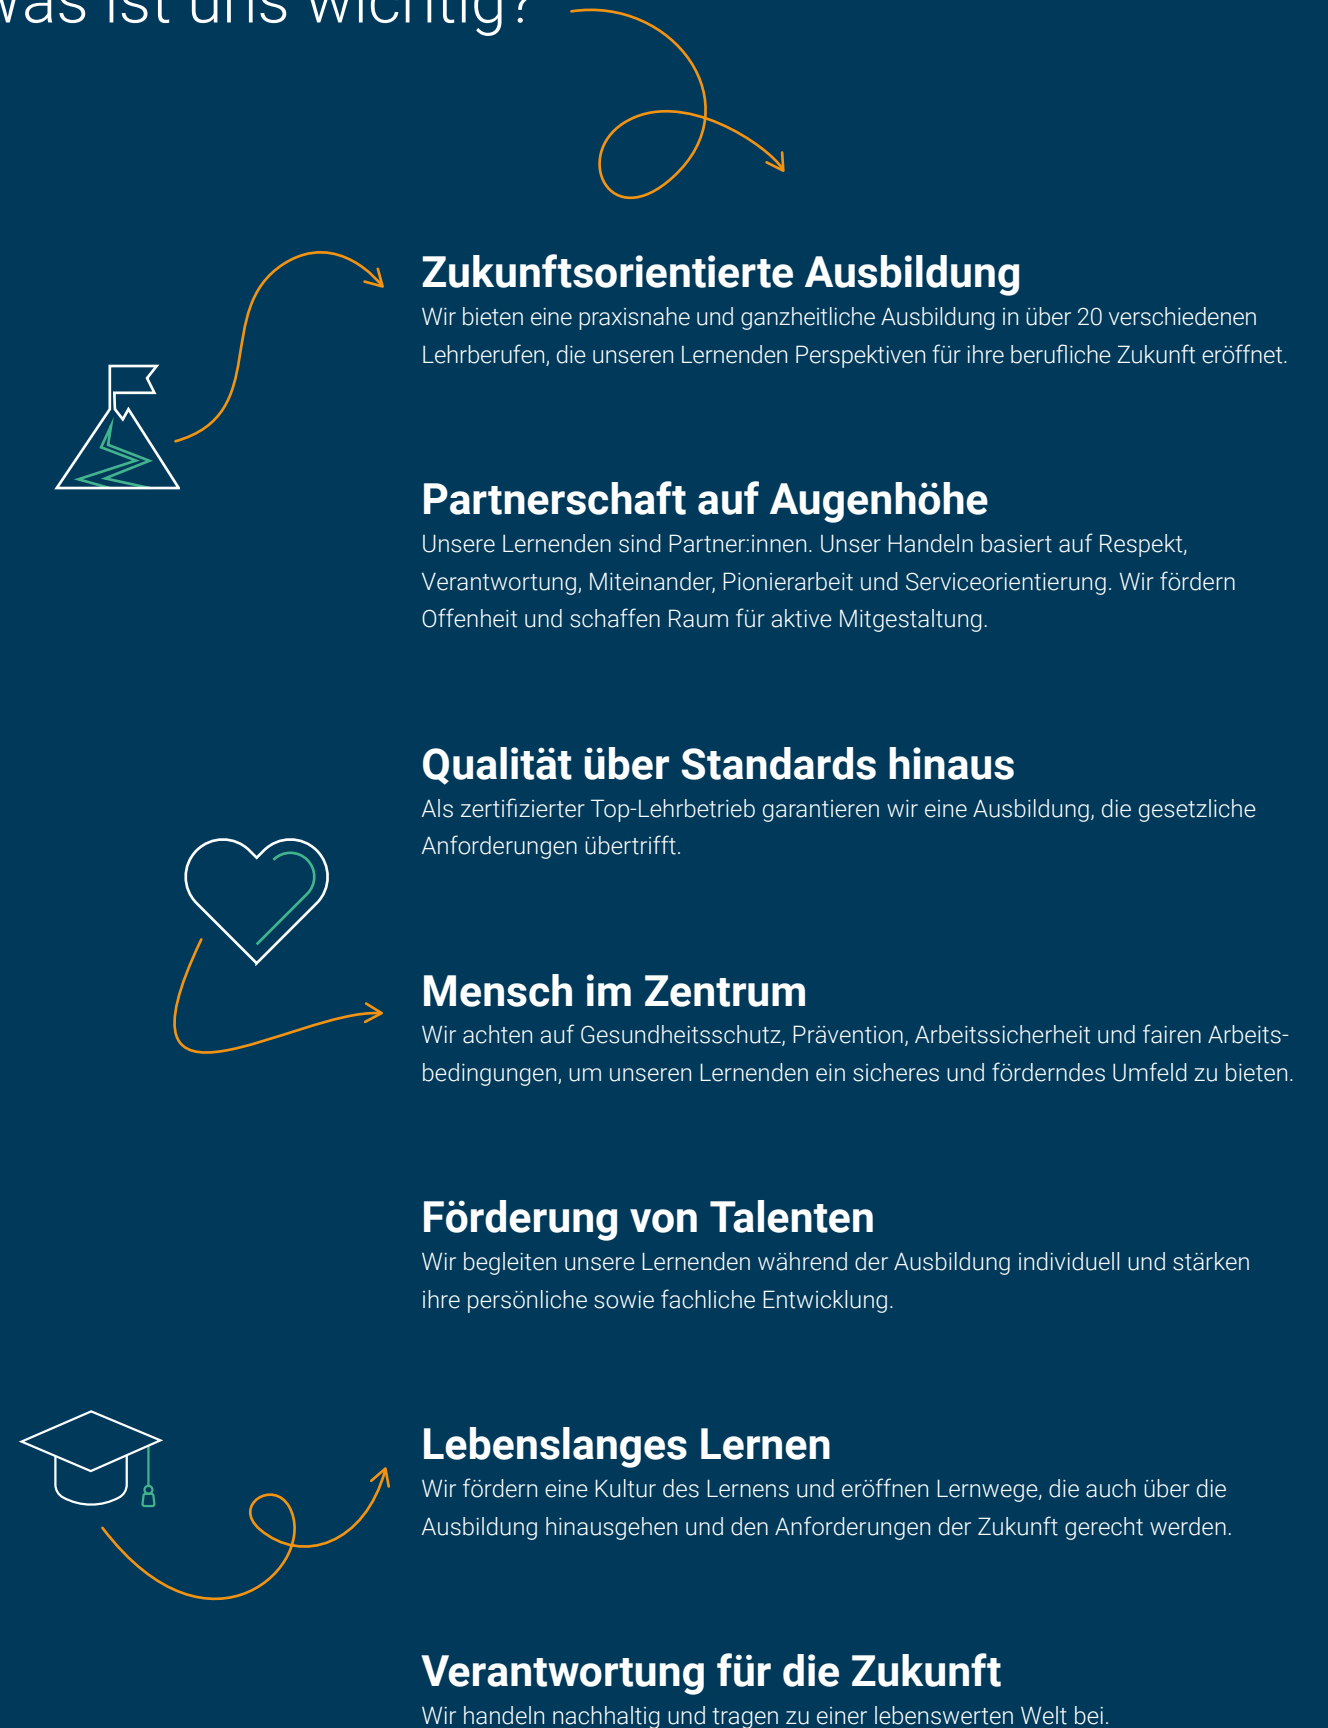 Was ist uns wichtig?
Zukunftsorientierte Ausbildung
Wir bieten eine praxisnahe und ganzheitliche Ausbildung in über 20 verschiedenen
Lehrberufen, die unseren Lernenden Perspektiven für ihre berufliche Zukunft eröffnet.
Partnerschaft auf Augenhöhe
Unsere Lernenden sind Partner:innen. Unser Handeln basiert auf Respekt,
Verantwortung, Miteinander, Pionierarbeit und Serviceorientierung. Wir fördern
Offenheit und schaffen Raum für aktive Mitgestaltung.
Qualität über Standards hinaus
Als zertifizierter Top-Lehrbetrieb garantieren wir eine Ausbildung, die gesetzliche
Anforderungen übertrifft.
Mensch im Zentrum
Wir achten auf Gesundheitsschutz, Prävention, Arbeitssicherheit und fairen Arbeits-
bedingungen, um unseren Lernenden ein sicheres und förderndes Umfeld zu bieten.
Förderung von Talenten
Wir begleiten unsere Lernenden während der Ausbildung individuell und stärken
ihre persönliche sowie fachliche Entwicklung.
Lebenslanges Lernen
Wir fördern eine Kultur des Lernens und eröffnen Lernwege, die auch über die
Ausbildung hinausgehen und den Anforderungen der Zukunft gerecht werden.
Verantwortung für die Zukunft
Wir handeln nachhaltig und tragen zu einer lebenswerten Welt bei.